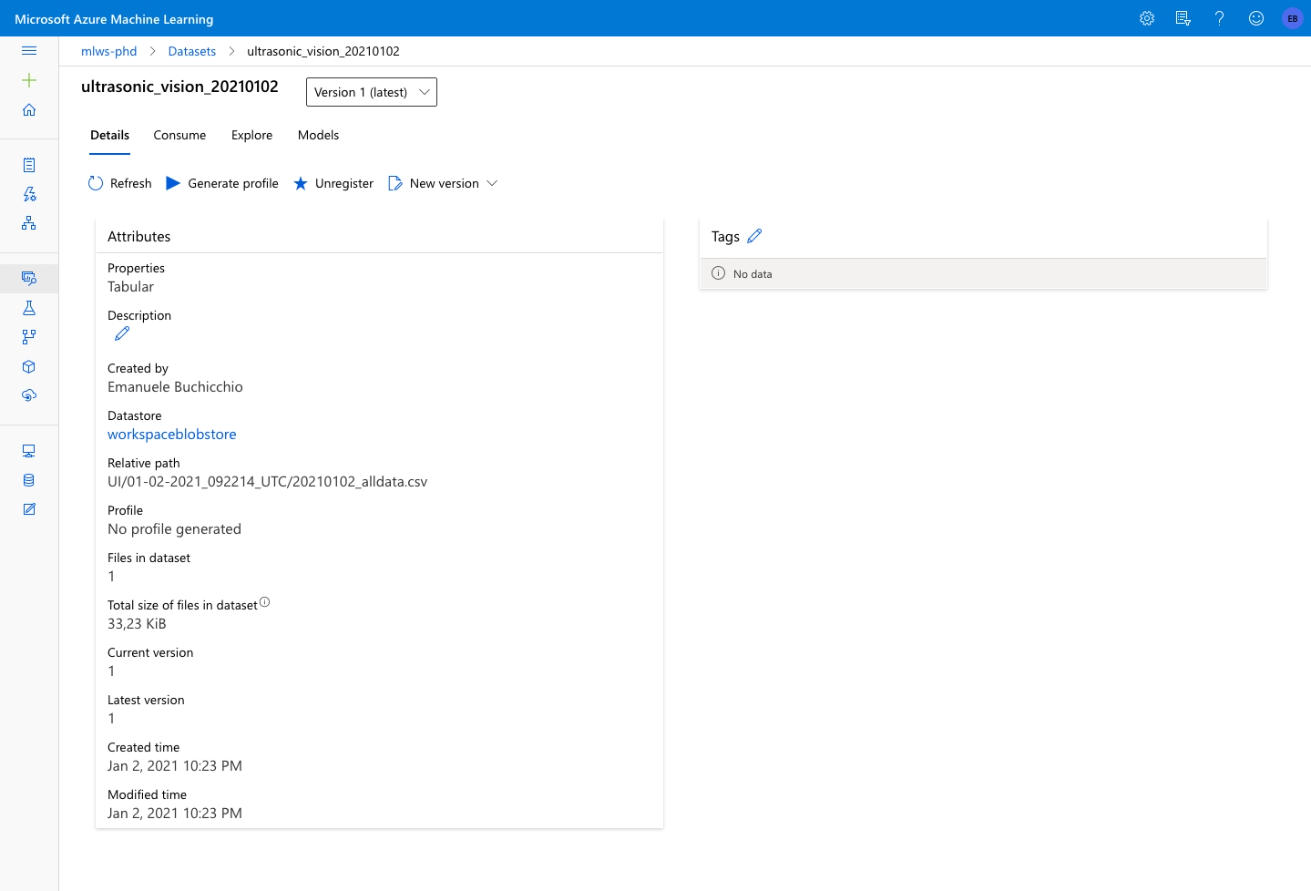 Microsoft Azure Machine Learning
EB
mlws-phd > Datasets > ultrasonic_vision_20210102
ultrasonic_vision_20210102
Version 1 (latest)
Details Consume Explore Models
Refresh Generate profile Unregister New version
Attributes
Properties
Tabular
Description
Created by
Emanuele Buchicchio
Datastore
workspaceblobstore
Relative path
UI/01-02-2021_092214_UTC/20210102_alldata.csv
Profile
No profile generated
Files in dataset
1
Total size of files in dataset
33,23 KiB
Current version
1
Latest version
1
Created time
Jan 2, 2021 10:23 PM
Modified time
Jan 2, 2021 10:23 PM
Tags
No data